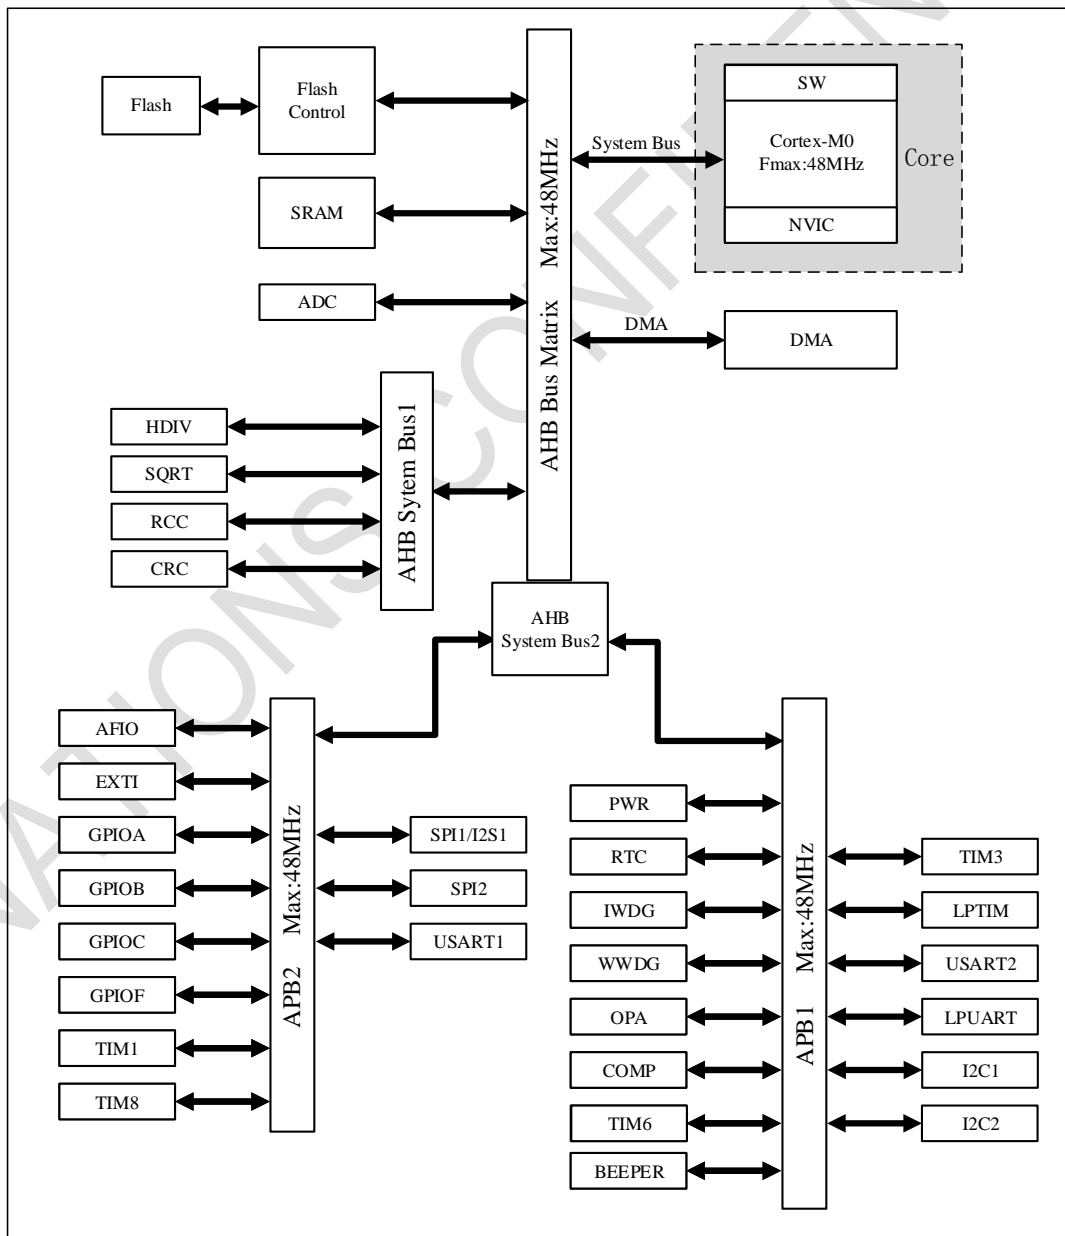 Flash
Flash
Control
SRAM
ADC
System Bus
SW
Cortex-M0
Fmax:48MHz
NVIC
Core
DMA
DMA
AHB Bus Matrix Max:48MHz
HDIV
SQRT
RCC
CRC
AHB Sytem Bus1
AHB
System Bus2
AFIO
EXTI
GPIOA
GPIOB
GPIOC
GPIOF
TIM1
TIM8
APB2 Max:48MHz
SPI1/I2S1
SPI2
USART1
PWR
RTC
IWDG
WWDG
OPA
COMP
TIM6
BEEPER
APB1 Max:48MHz
TIM3
LPTIM
USART2
LPUART
I2C1
I2C2
NATIONS CONFIDEN